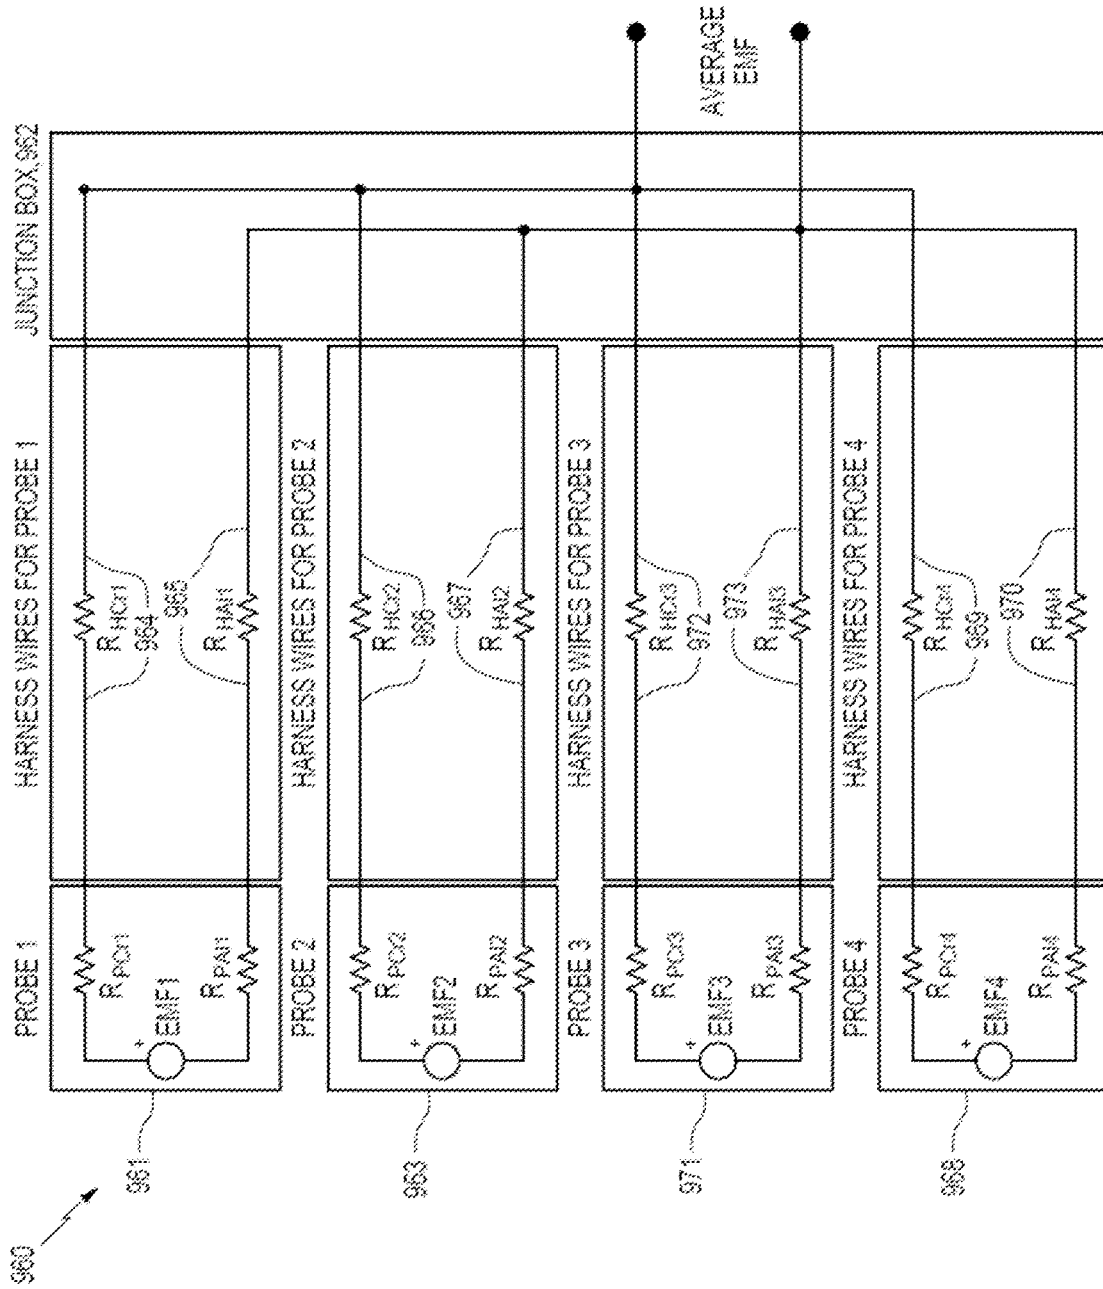 960
PROBE 1
961
+
EMF1
R PCr1
R PAl1
HARNESS WIRES FOR PROBE 1
R HCr1
964
965
R HAl1
PROBE 2
963
+
EMF2
R PCr2
R PAl2
HARNESS WIRES FOR PROBE 2
R HCr2
966
967
R HAl2
PROBE 3
971
+
EMF3
R PCr3
R PAl3
HARNESS WIRES FOR PROBE 3
R HCr3
972
973
R HAl3
PROBE 4
968
+
EMF4
R PCr4
R PAl4
HARNESS WIRES FOR PROBE 4
R HCr4
969
970
R HAl4
JUNCTION BOX, 962
AVERAGE
EMF